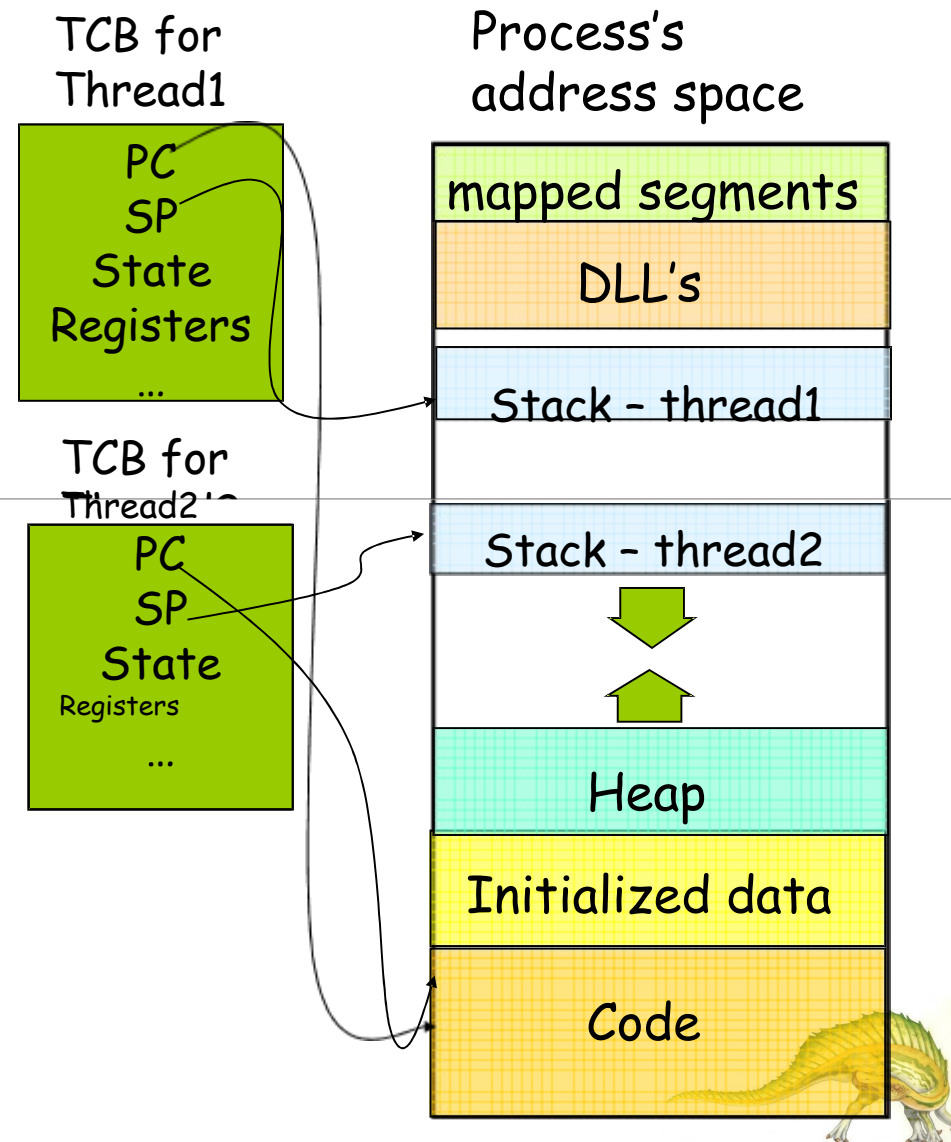 TCB for
Thread1
PC
SP
State
Registers
...
TCB for
Thread2
PC
SP
State
Registers
...
Process’s
address space
mapped segments
DLL’s
Stack – thread1
Stack – thread2
Heap
Initialized data
Code